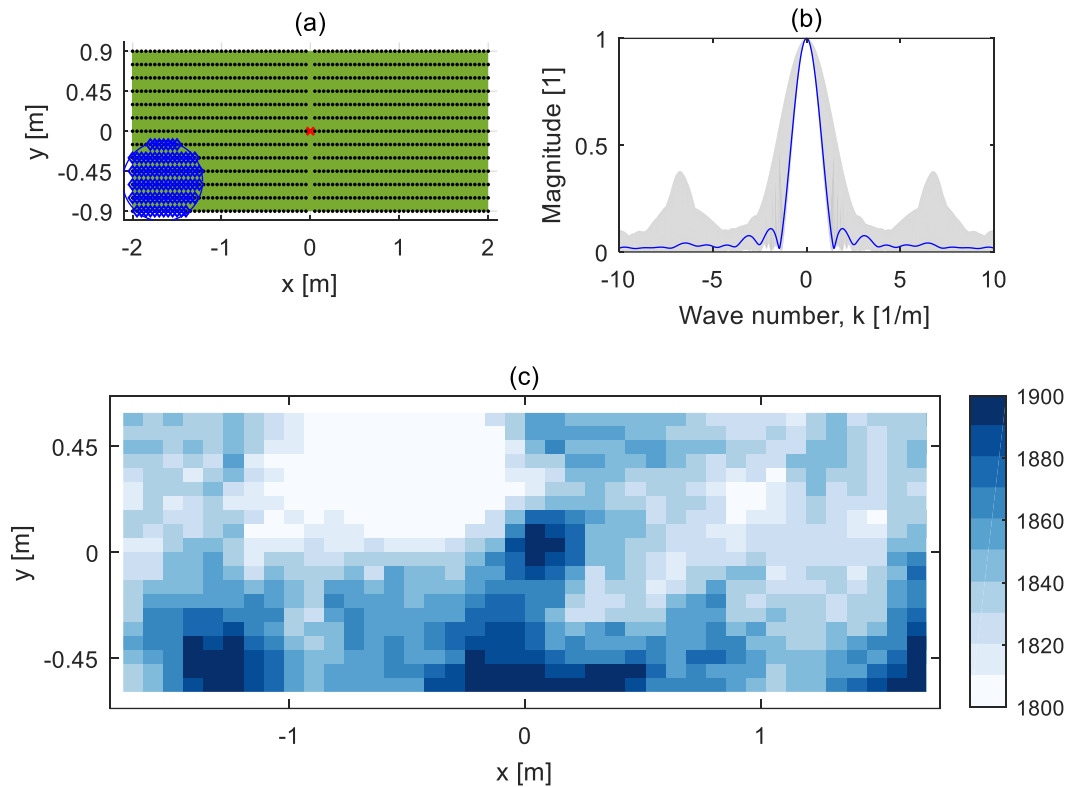 (a)
0.9
0.45
0
-0.45
-0.9
y [m]
-2 -1 0 1 2
x [m]
(b)
1
0.5
0
Magnitude [1]
-10 -5 0 5 10
Wave number, k [1/m]
(c)
0.45
0
-0.45
y [m]
-1 0 1
x [m]
1900
1880
1860
1840
1820
1800